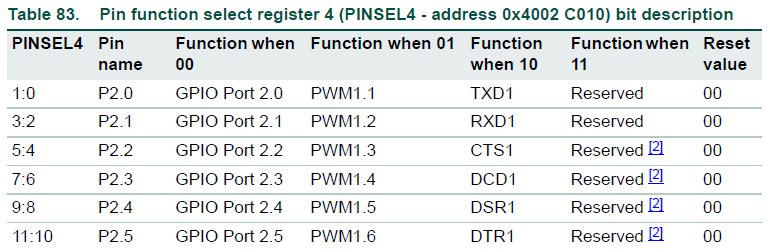 Table 83. Pin function select register 4 (PINSEL4 - address 0x4002 C010) bit description
PINSEL4 Pin name Function when 00 Function when 01 Function when 10 Function when 11 Reset value
1:0 P2.0 GPIO Port 2.0 PWM1.1 TXD1 Reserved 00
3:2 P2.1 GPIO Port 2.1 PWM1.2 RXD1 Reserved 00
5:4 P2.2 GPIO Port 2.2 PWM1.3 CTS1 Reserved [2] 00
7:6 P2.3 GPIO Port 2.3 PWM1.4 DCD1 Reserved [2] 00
9:8 P2.4 GPIO Port 2.4 PWM1.5 DSR1 Reserved [2] 00
11:10 P2.5 GPIO Port 2.5 PWM1.6 DTR1 Reserved [2] 00